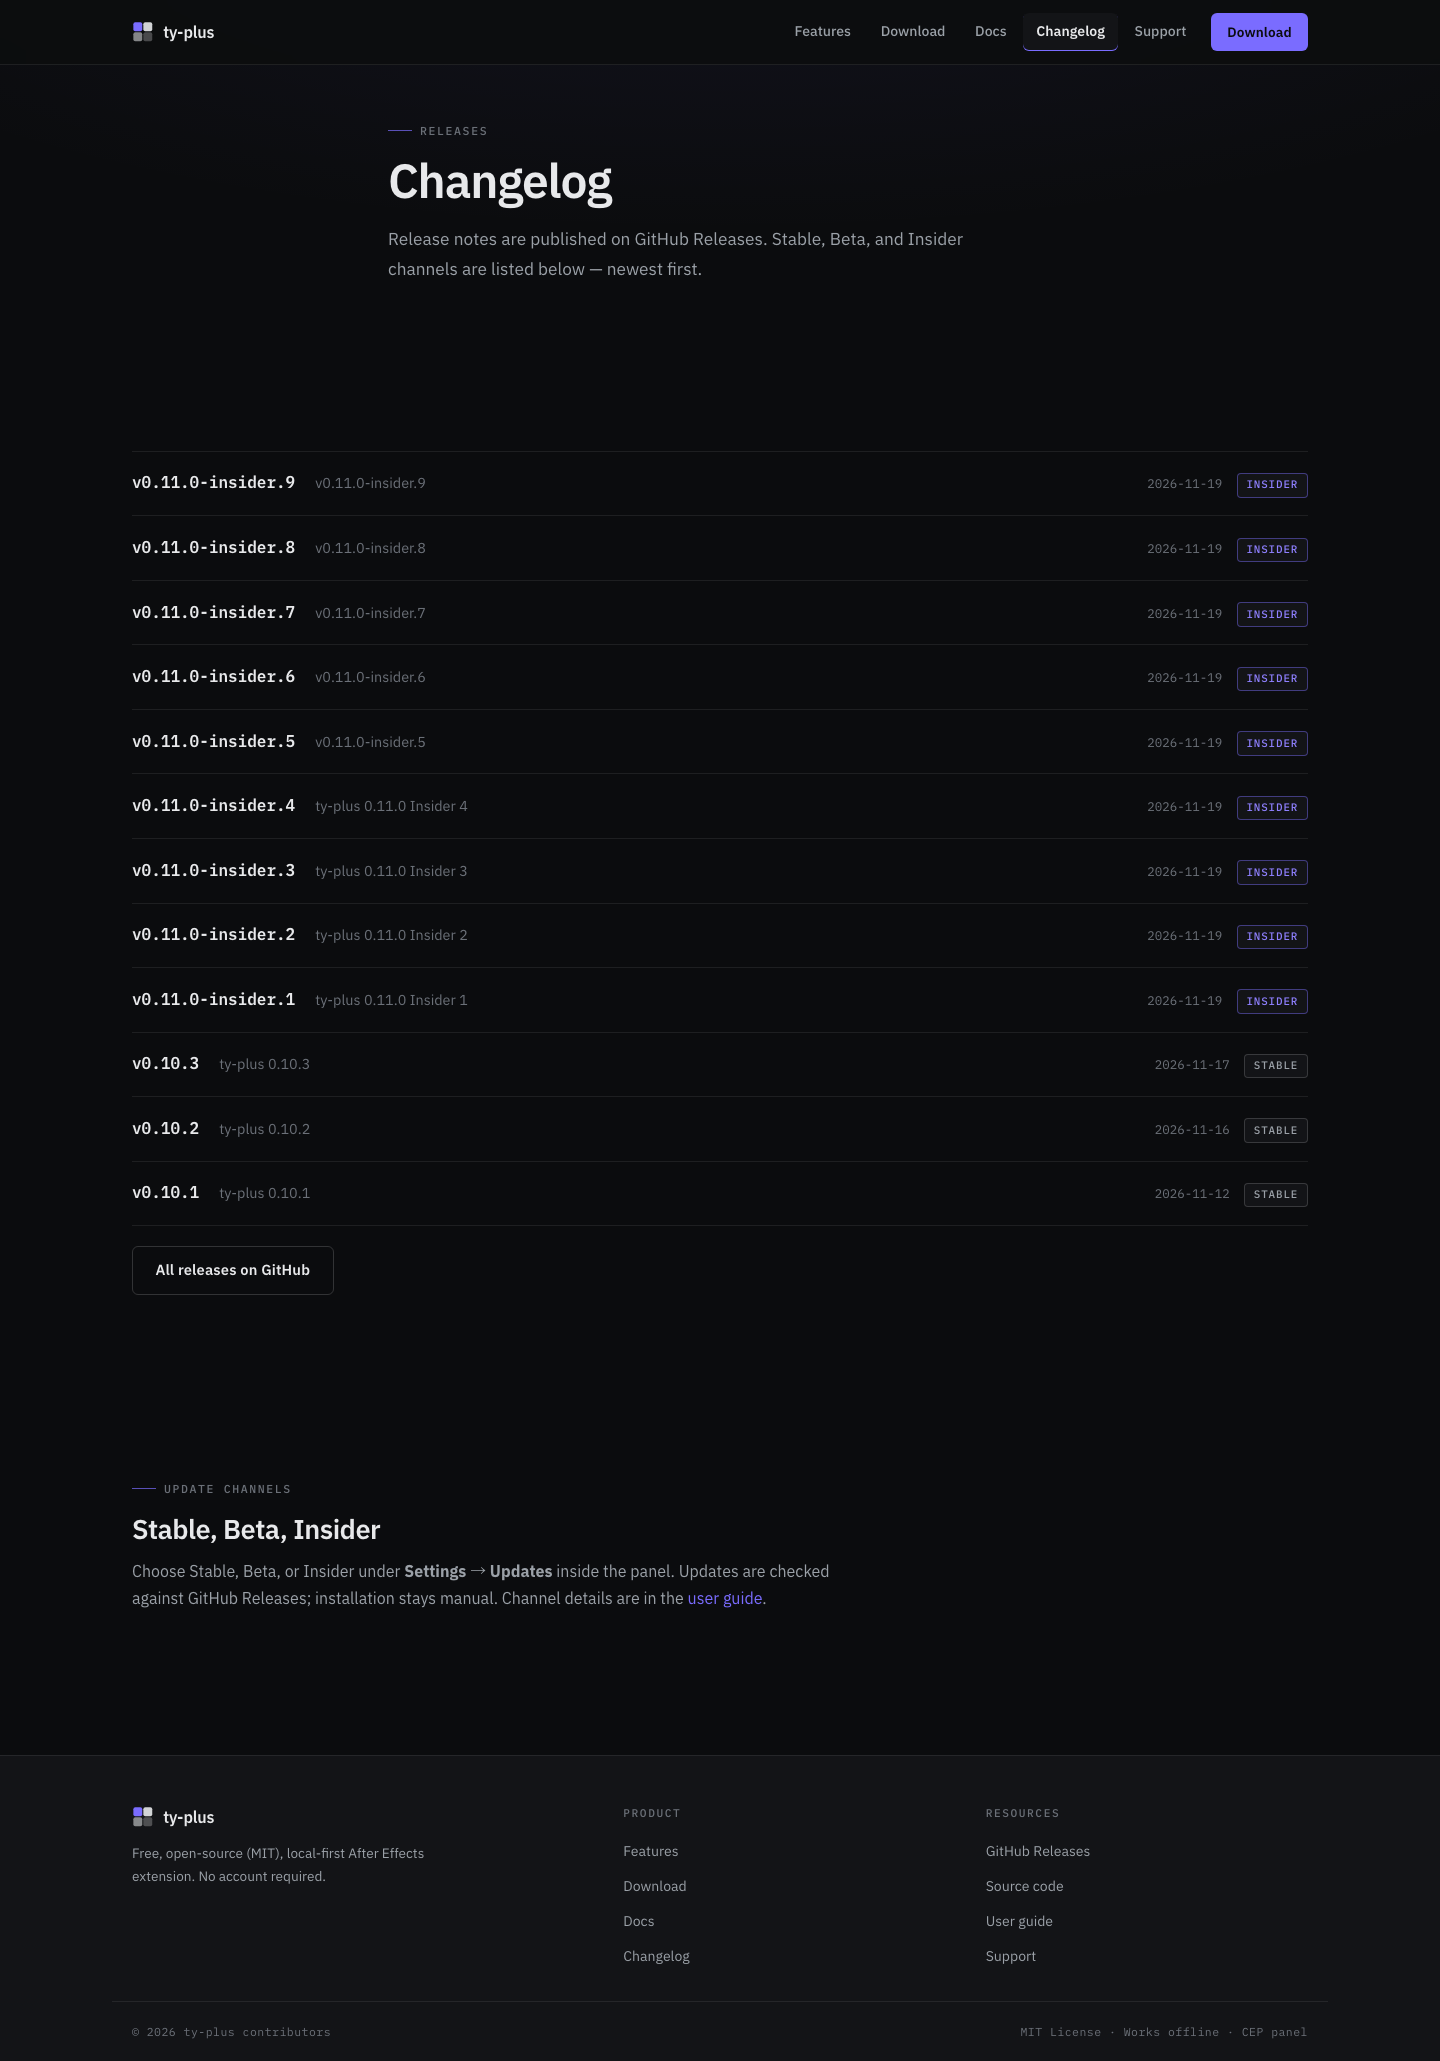 ty-plus
Features Download Docs Changelog Support Download
RELEASES
Changelog
Release notes are published on GitHub Releases. Stable, Beta, and Insider
channels are listed below — newest first.
v0.11.0-insider.9 v0.11.0-insider.9 2026-11-19 INSIDER
v0.11.0-insider.8 v0.11.0-insider.8 2026-11-19 INSIDER
v0.11.0-insider.7 v0.11.0-insider.7 2026-11-19 INSIDER
v0.11.0-insider.6 v0.11.0-insider.6 2026-11-19 INSIDER
v0.11.0-insider.5 v0.11.0-insider.5 2026-11-19 INSIDER
v0.11.0-insider.4 ty-plus 0.11.0 Insider 4 2026-11-19 INSIDER
v0.11.0-insider.3 ty-plus 0.11.0 Insider 3 2026-11-19 INSIDER
v0.11.0-insider.2 ty-plus 0.11.0 Insider 2 2026-11-19 INSIDER
v0.11.0-insider.1 ty-plus 0.11.0 Insider 1 2026-11-19 INSIDER
v0.10.3 ty-plus 0.10.3 2026-11-17 STABLE
v0.10.2 ty-plus 0.10.2 2026-11-16 STABLE
v0.10.1 ty-plus 0.10.1 2026-11-12 STABLE
All releases on GitHub
UPDATE CHANNELS
Stable, Beta, Insider
Choose Stable, Beta, or Insider under Settings → Updates inside the panel. Updates are checked
against GitHub Releases; installation stays manual. Channel details are in the user guide.
ty-plus
Free, open-source (MIT), local-first After Effects
extension. No account required.
PRODUCT
Features
Download
Docs
Changelog
RESOURCES
GitHub Releases
Source code
User guide
Support
© 2026 ty-plus contributors
MIT License · Works offline · CEP panel